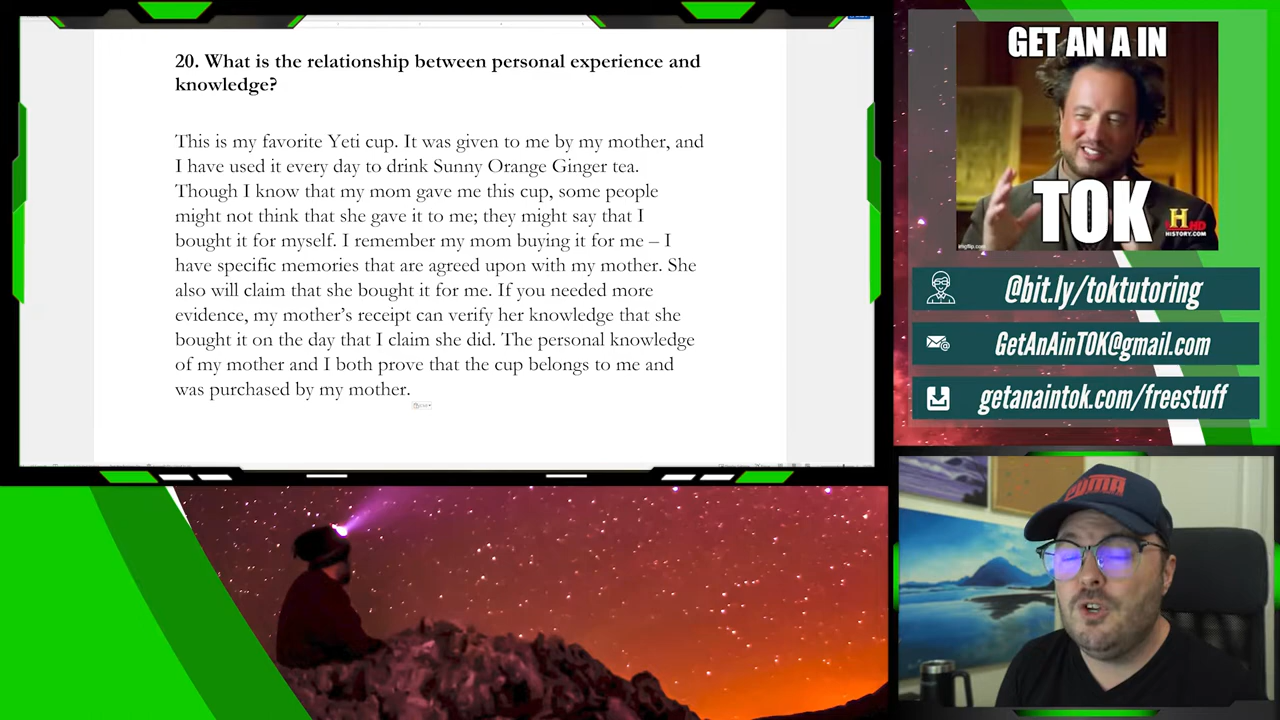 20. What is the relationship between personal experience and
knowledge?
This is my favorite Yeti cup. It was given to me by my mother, and
I have used it every day to drink Sunny Orange Ginger tea.
Though I know that my mom gave me this cup, some people
might not think that she gave it to me; they might say that I
bought it for myself. I remember my mom buying it for me – I
have specific memories that are agreed upon with my mother. She
also will claim that she bought it for me. If you needed more
evidence, my mother's receipt can verify her knowledge that she
bought it on the day that I claim she did. The personal knowledge
of my mother and I both prove that the cup belongs to me and
was purchased by my mother.
GET AN A IN
TOK
H HD
HISTORY.COM
imgflip.com
@bit.ly/toktutoring
GetAnAinTOK@gmail.com
getanaintok.com/freestuff
PUMA